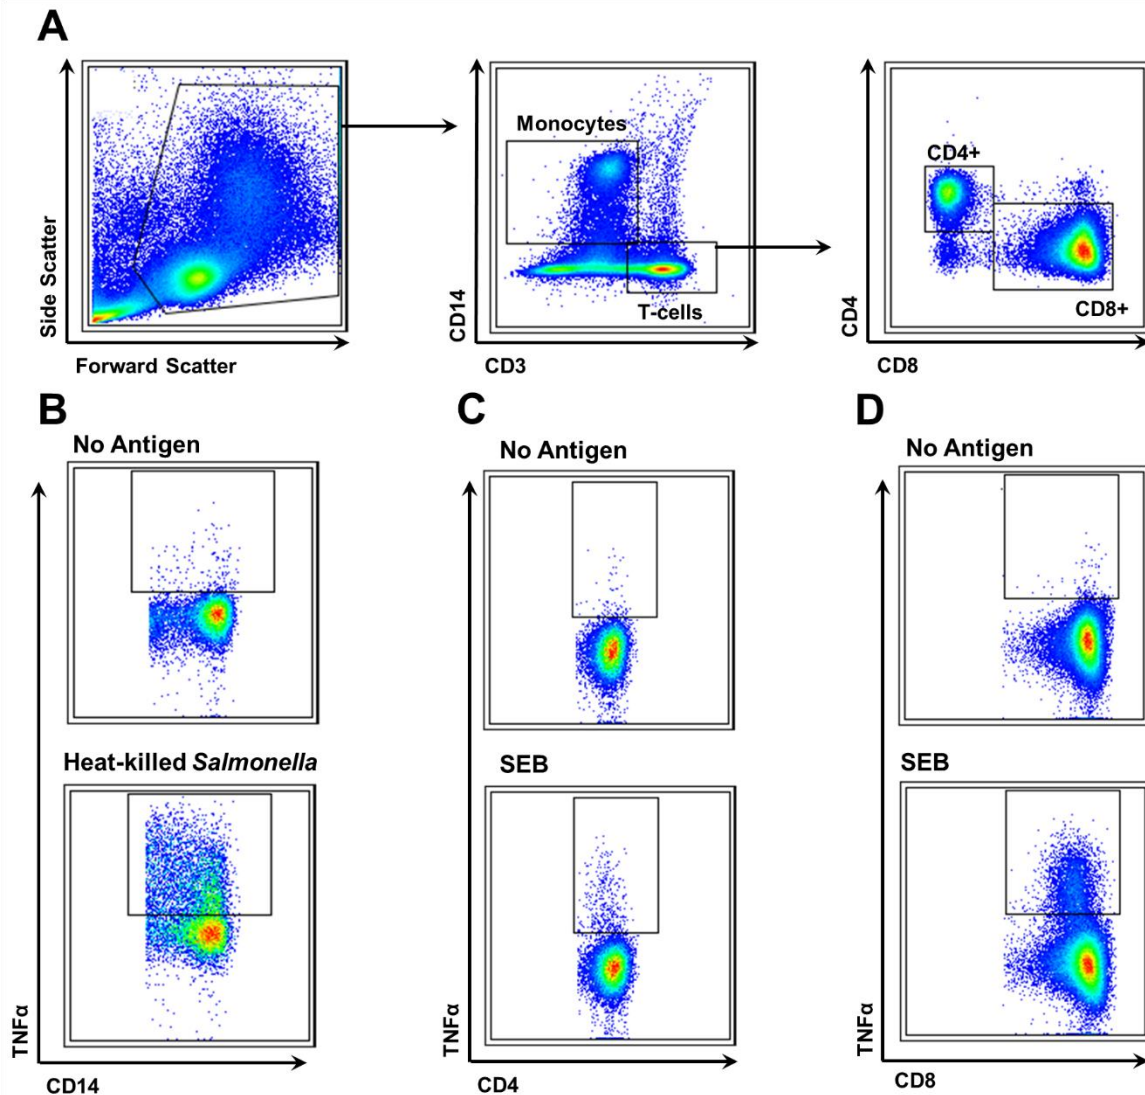 A
Monocytes
T-cells
CD4+
CD8+
Side Scatter
Forward Scatter
CD14
CD3
CD4
CD8
B
No Antigen
Heat-killed Salmonella
TNFα
CD14
C
No Antigen
SEB
TNFα
CD4
D
No Antigen
SEB
TNFα
CD8